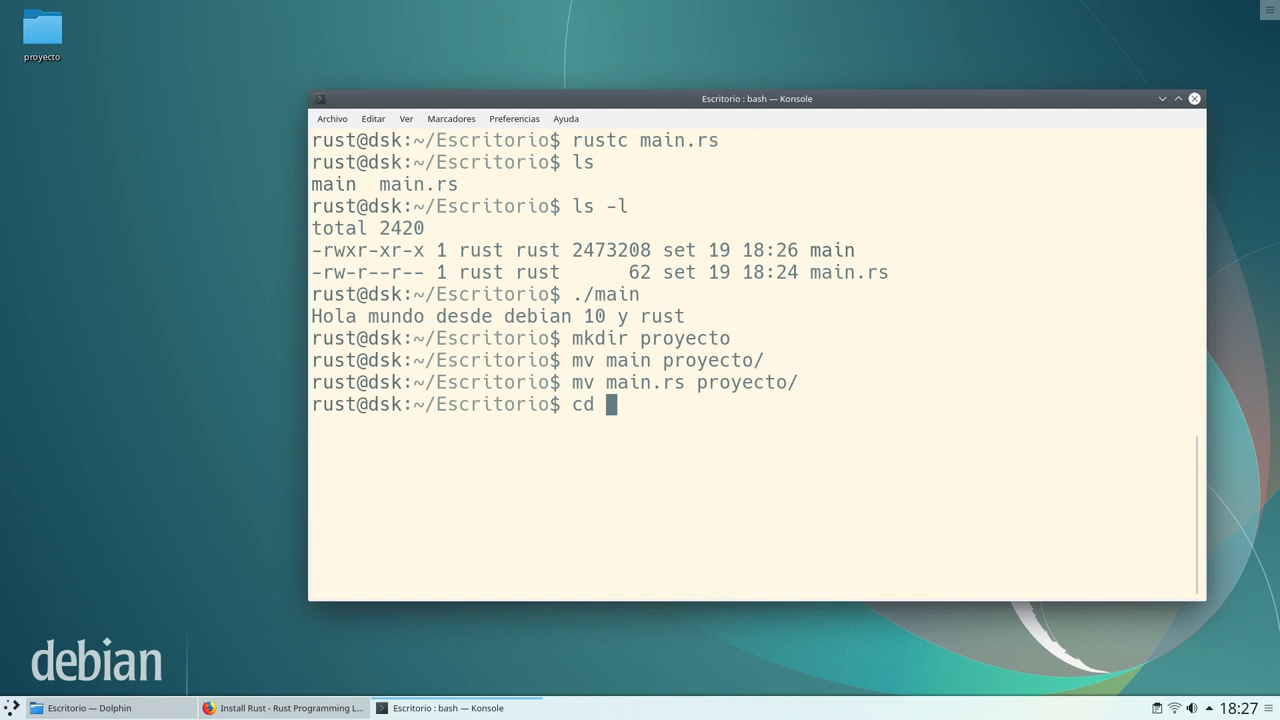 proyecto
Escritorio : bash — Konsole
Archivo Editar Ver Marcadores Preferencias Ayuda
rust@dsk:~/Escritorio$ rustc main.rs
rust@dsk:~/Escritorio$ ls
main  main.rs
rust@dsk:~/Escritorio$ ls -l
total 2420
-rwxr-xr-x 1 rust rust 2473208 set 19 18:26 main
-rw-r--r-- 1 rust rust      62 set 19 18:24 main.rs
rust@dsk:~/Escritorio$ ./main
Hola mundo desde debian 10 y rust
rust@dsk:~/Escritorio$ mkdir proyecto
rust@dsk:~/Escritorio$ mv main proyecto/
rust@dsk:~/Escritorio$ mv main.rs proyecto/
rust@dsk:~/Escritorio$ cd
debian
Escritorio — Dolphin
Install Rust - Rust Programming L...
Escritorio : bash — Konsole
18:27